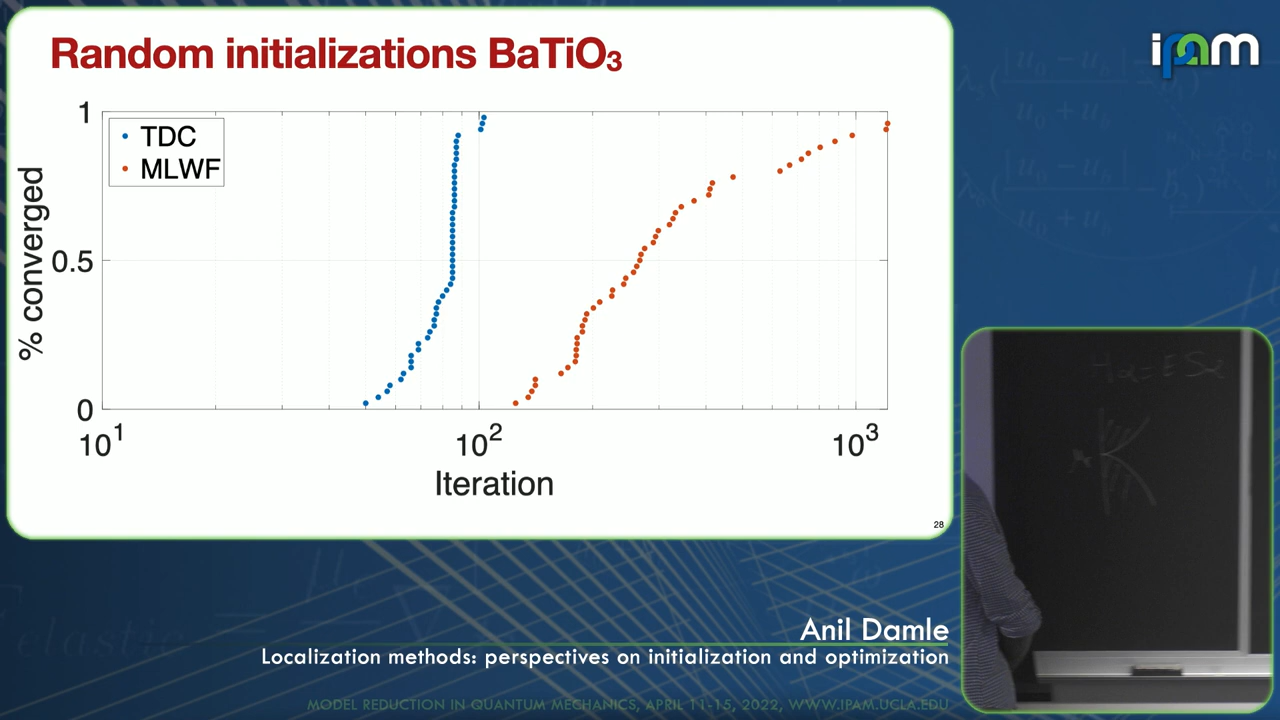 Random initializations BaTiO₃
ipam
1
TDC
MLWF
% converged
0.5
0
10¹
10²
10³
Iteration
28
Anil Damle
Localization methods: perspectives on initialization and optimization
MODEL REDUCTION IN QUANTUM MECHANICS, APRIL 11-15, 2022, WWW.IPAM.UCLA.EDU